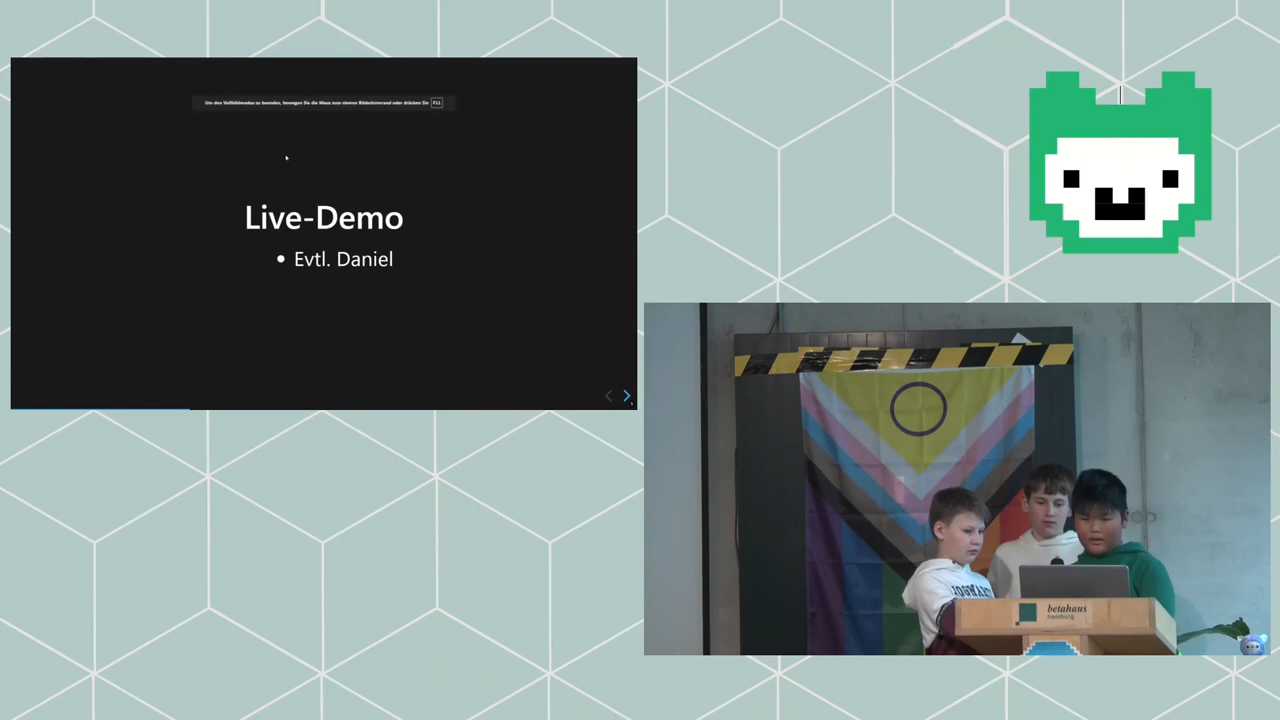 Um den Vollbildmodus zu beenden, bewegen Sie die Maus zum oberen Bildschirmrand oder drücken Sie F11
Live-Demo
• Evtl. Daniel
betahaus
hamburg